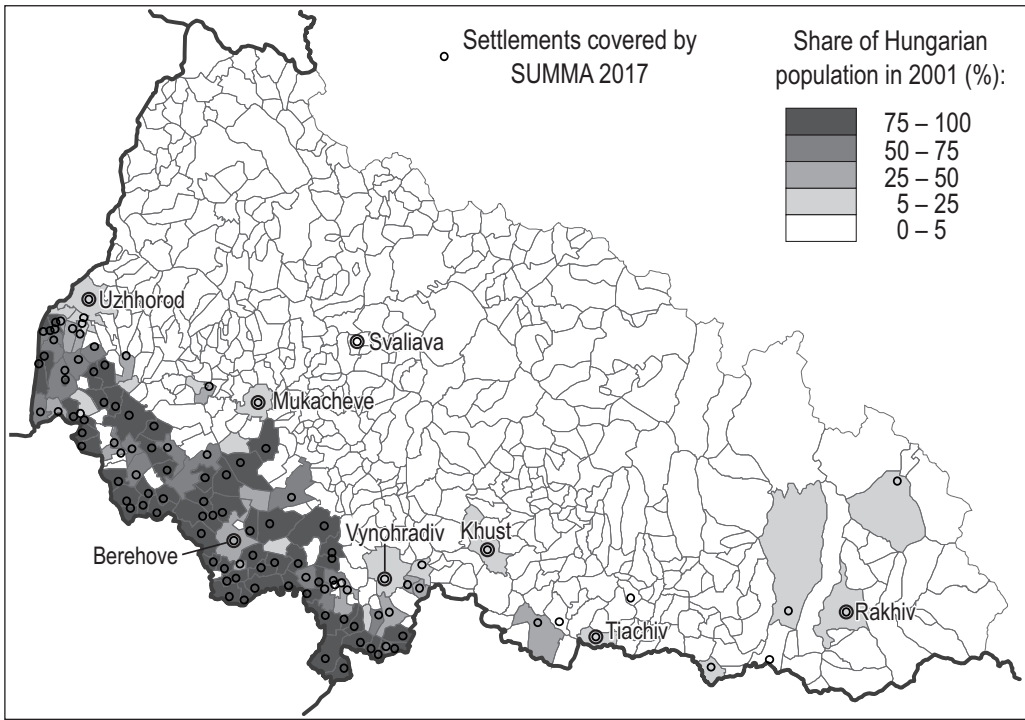 Settlements covered by
SUMMA 2017
Share of Hungarian
population in 2001 (%):
75 – 100
50 – 75
25 – 50
5 – 25
0 – 5
Uzhhorod
Svaliava
Mukacheve
Berehove
Vynohradiv
Khust
Tiachiv
Rakhiv